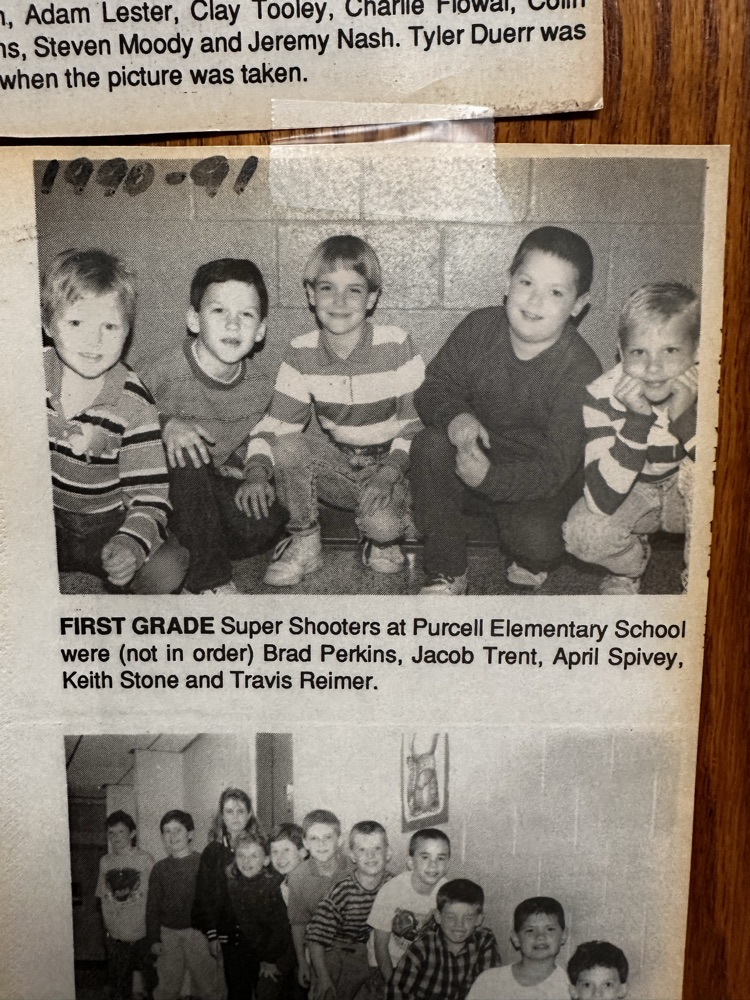 Adam Lester, Clay Tooley, Charlie Flowal, Colin
Steven Moody and Jeremy Nash. Tyler Duerr was
when the picture was taken.
1990-91
FIRST GRADE Super Shooters at Purcell Elementary School
were (not in order) Brad Perkins, Jacob Trent, April Spivey,
Keith Stone and Travis Reimer.